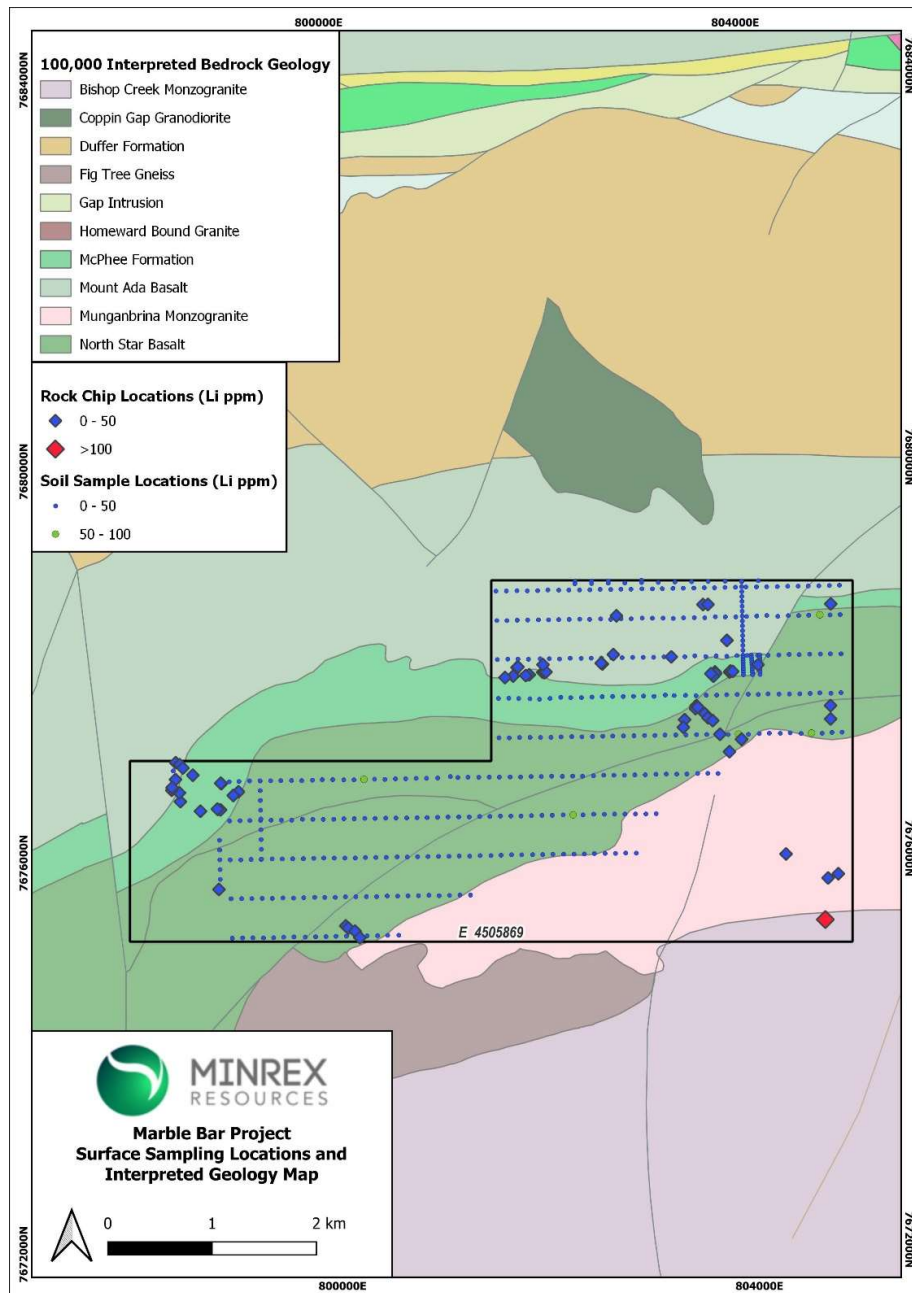 800000E 804000E
7684000N 7684000N
100,000 Interpreted Bedrock Geology
Bishop Creek Monzogranite
Coppin Gap Granodiorite
Duffer Formation
Fig Tree Gneiss
Gap Intrusion
Homeward Bound Granite
McPhee Formation
Mount Ada Basalt
Munganbrina Monzogranite
North Star Basalt
Rock Chip Locations (Li ppm)
0 - 50
>100
Soil Sample Locations (Li ppm)
0 - 50
50 - 100
7680000N 7680000N
7676000N 7676000N
E 4505869
MINREX
RESOURCES
Marble Bar Project
Surface Sampling Locations and
Interpreted Geology Map
0 1 2 km
7672000N 7672000N
800000E 804000E